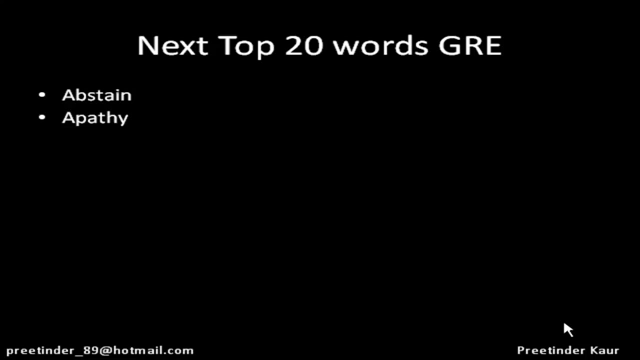 Next Top 20 words GRE
• Abstain
• Apathy
preetinder_89@hotmail.com
Preetinder Kaur